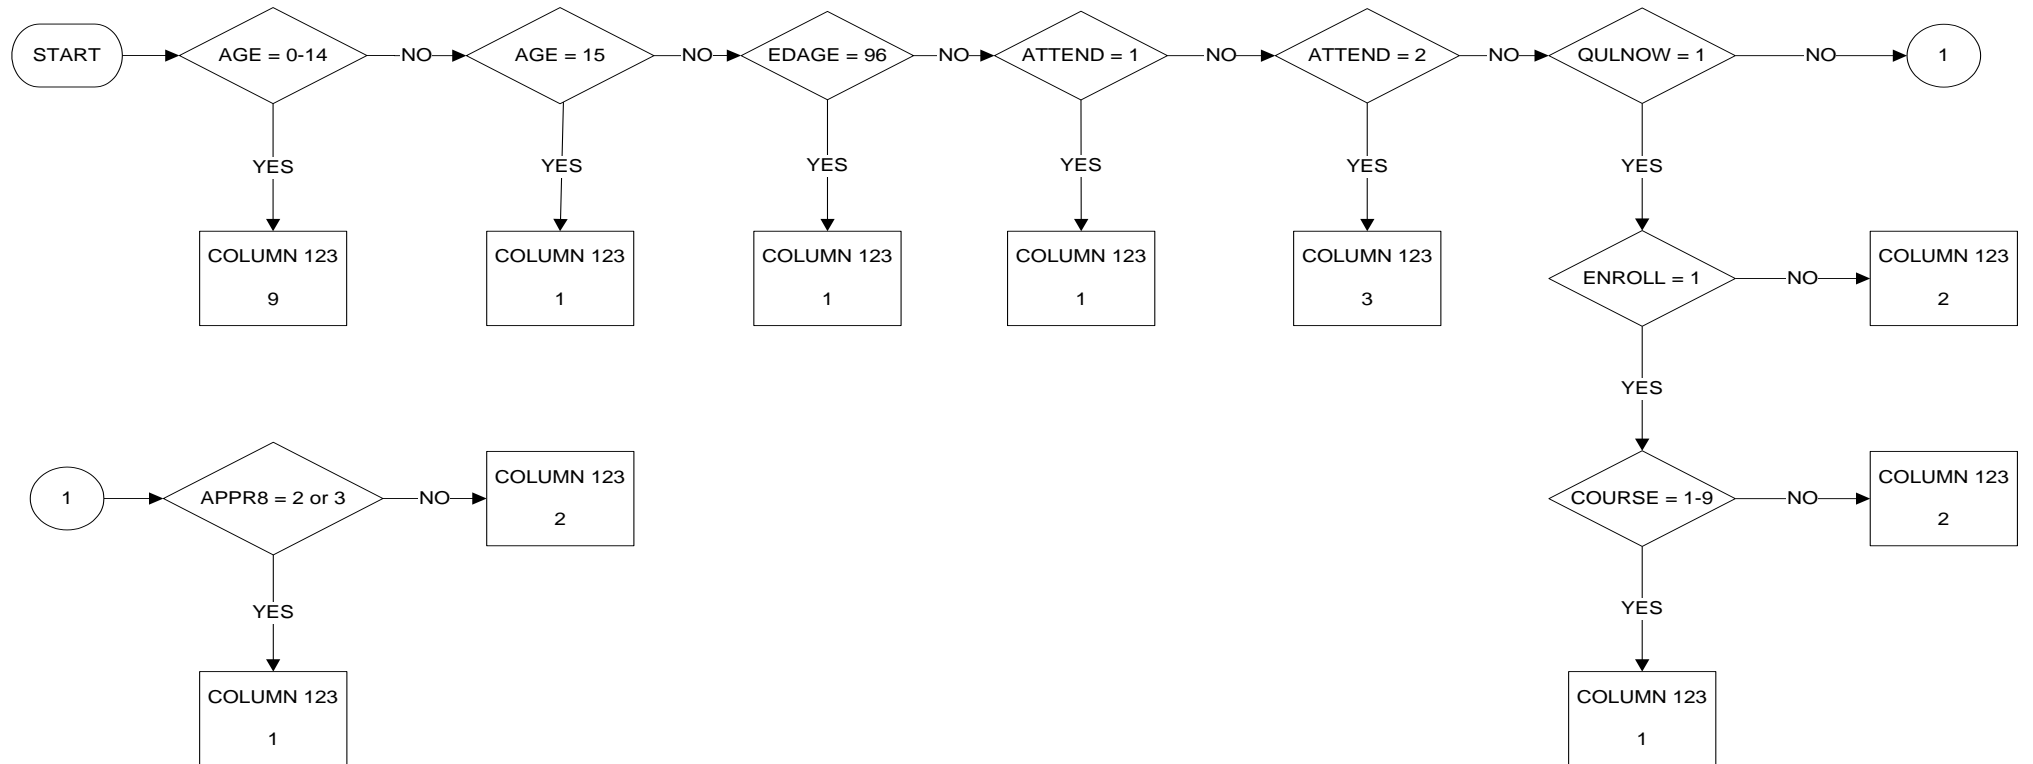 START
AGE = 0-14
NO
AGE = 15
NO
EDAGE = 96
NO
ATTEND = 1
NO
ATTEND = 2
NO
QULNOW = 1
NO
1
YES
YES
YES
YES
YES
YES
COLUMN 123
9
COLUMN 123
1
COLUMN 123
1
COLUMN 123
1
COLUMN 123
3
ENROLL = 1
NO
COLUMN 123
2
YES
1
APPR8 = 2 or 3
NO
COLUMN 123
2
COURSE = 1-9
NO
COLUMN 123
2
YES
YES
COLUMN 123
1
COLUMN 123
1